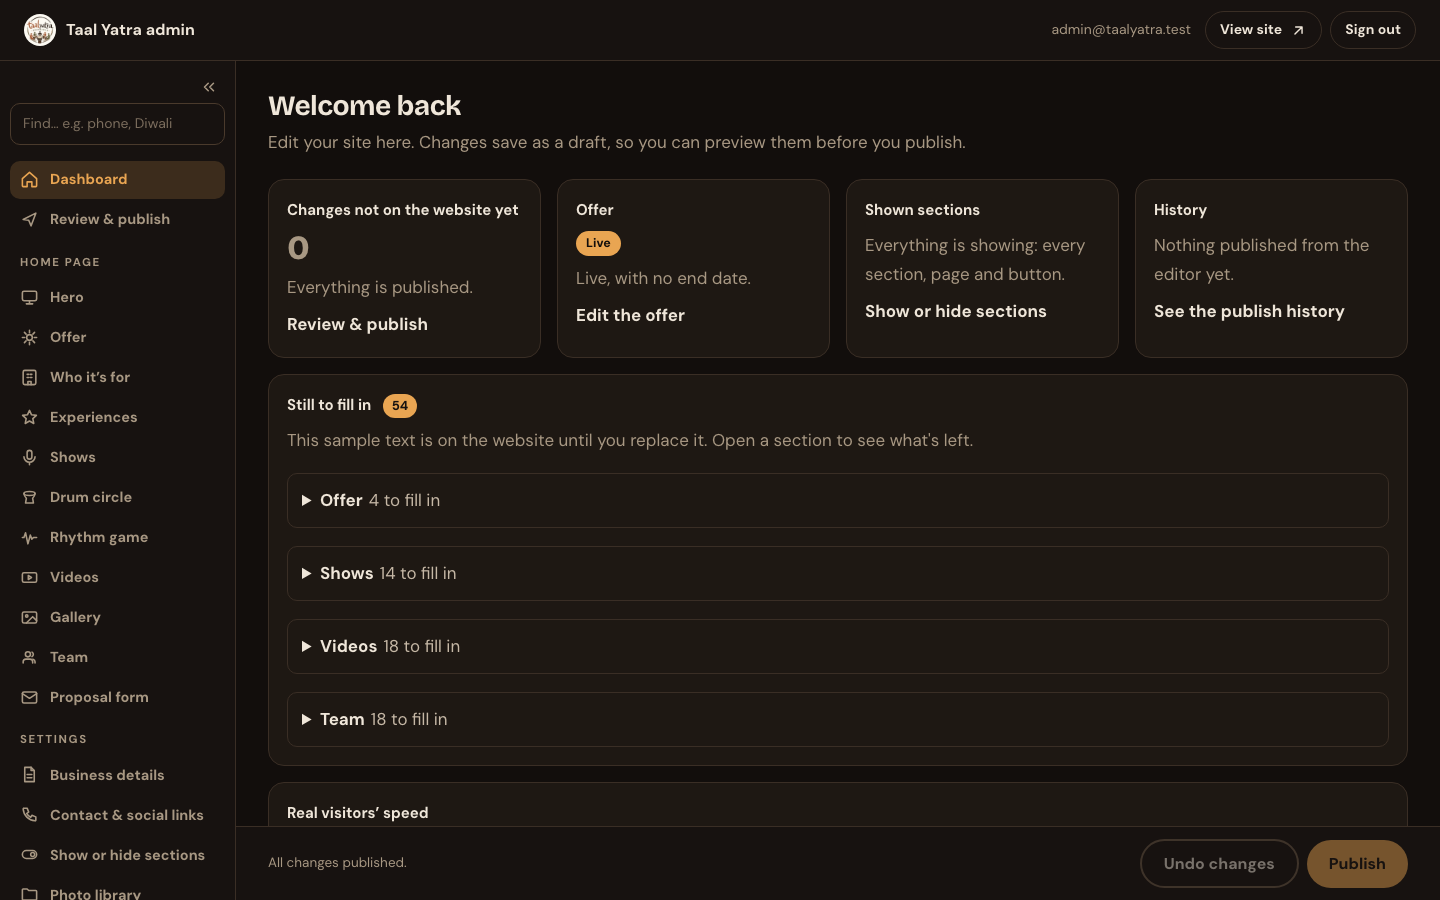 Taal Yatra admin
admin@taalyatra.test
View site
Sign out
Find... e.g. phone, Diwali
Dashboard
Review & publish
HOME PAGE
Hero
Offer
Who it's for
Experiences
Shows
Drum circle
Rhythm game
Videos
Gallery
Team
Proposal form
SETTINGS
Business details
Contact & social links
Show or hide sections
Photo library
Welcome back
Edit your site here. Changes save as a draft, so you can preview them before you publish.
Changes not on the website yet
0
Everything is published.
Review & publish
Offer
Live
Live, with no end date.
Edit the offer
Shown sections
Everything is showing: every
section, page and button.
Show or hide sections
History
Nothing published from the
editor yet.
See the publish history
Still to fill in 54
This sample text is on the website until you replace it. Open a section to see what's left.
Offer 4 to fill in
Shows 14 to fill in
Videos 18 to fill in
Team 18 to fill in
Real visitors' speed
All changes published.
Undo changes
Publish